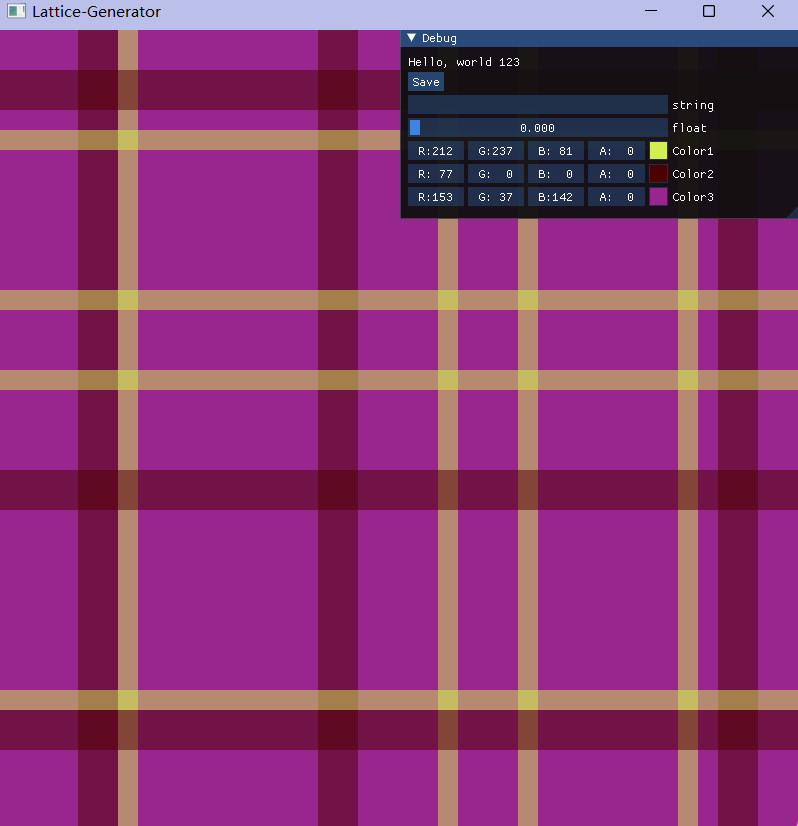 Lattice-Generator
Debug
Hello, world 123
Save
string
0.000 float
R:212 G:237 B: 81 A: 0 Color1
R: 77 G: 0 B: 0 A: 0 Color2
R:153 G: 37 B:142 A: 0 Color3